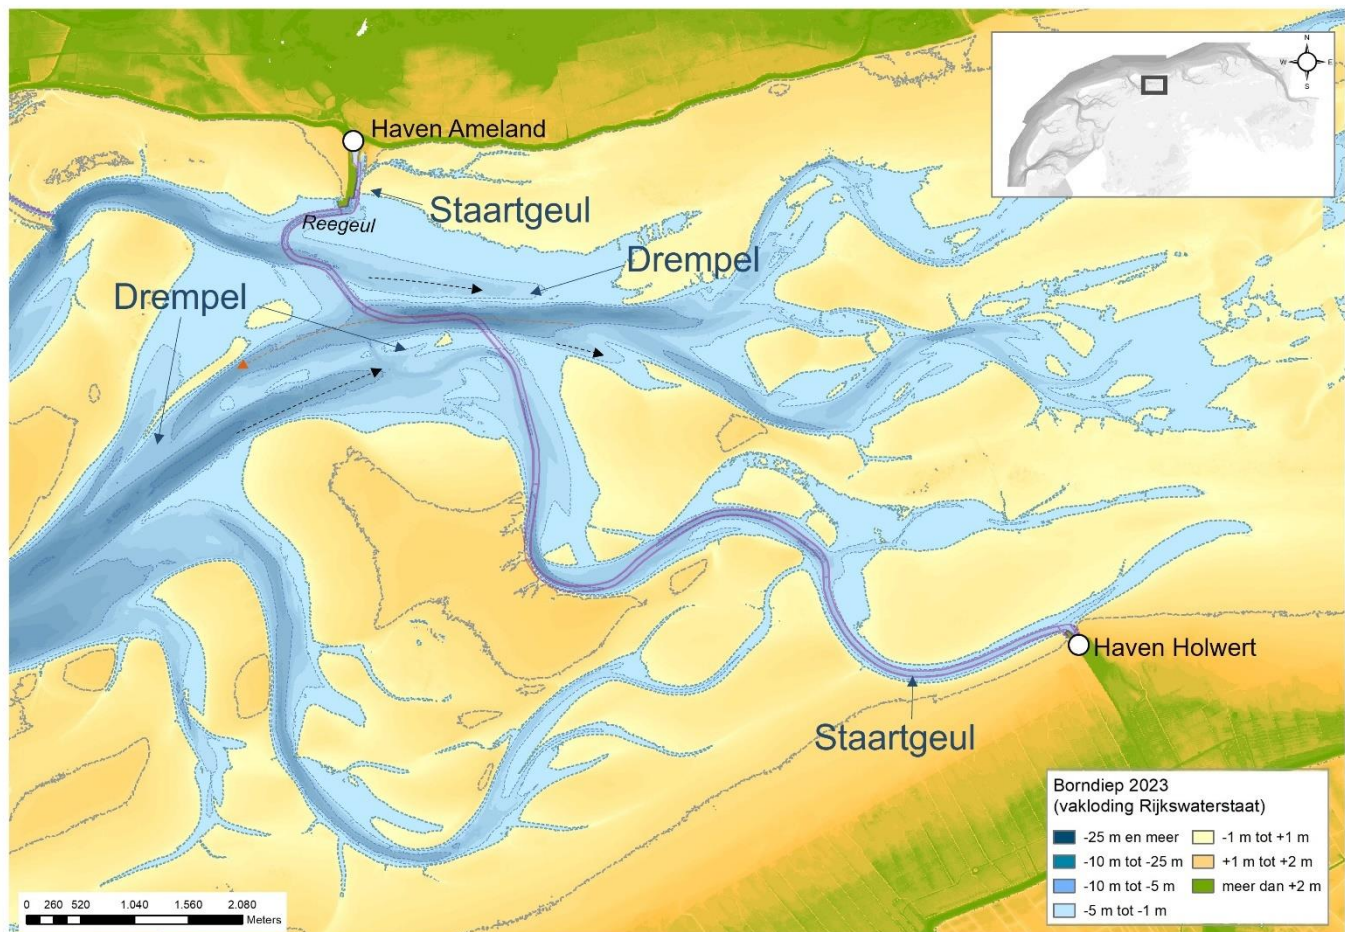 N
W
E
S
Haven Ameland
Staartgeul
Reegeul
Drempel
Drempel
Haven Holwert
Staartgeul
Borndiep 2023
(vakloding Rijkswaterstaat)
-25 m en meer
-10 m tot -25 m
-10 m tot -5 m
-5 m tot -1 m
-1 m tot +1 m
+1 m tot +2 m
meer dan +2 m
0 260 520 1.040 1.560 2.080
Meters